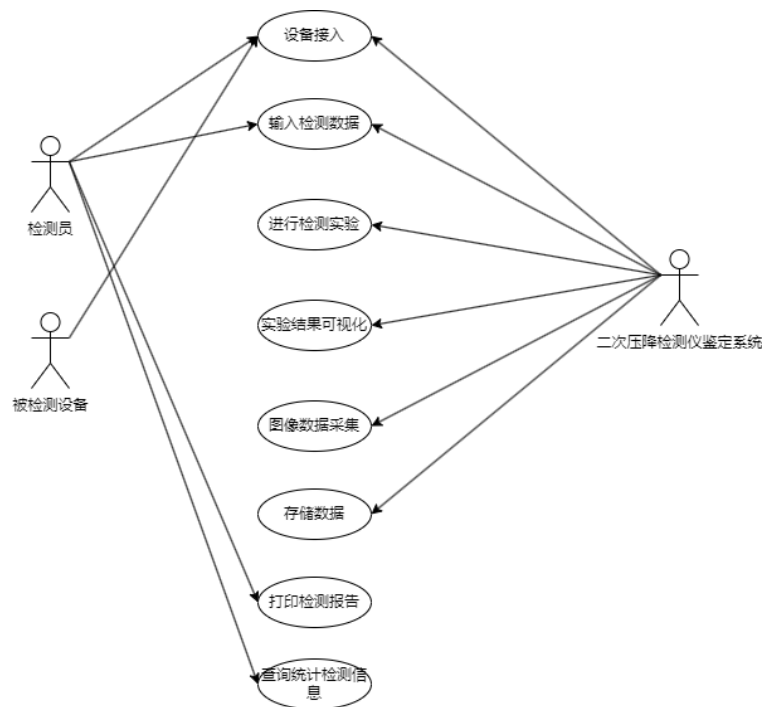 设备接入
输入检测数据
检测员
进行检测实验
实验结果可视化
二次压降检测仪鉴定系统
被检测设备
图像数据采集
存储数据
打印检测报告
查询统计检测信
息